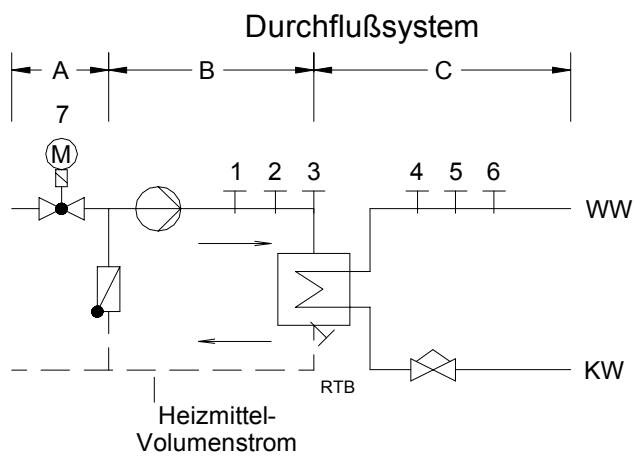 Durchflußsystem
A B C
7
M
1 2 3 4 5 6
WW
KW
RTB
Heizmittel-
Volumenstrom